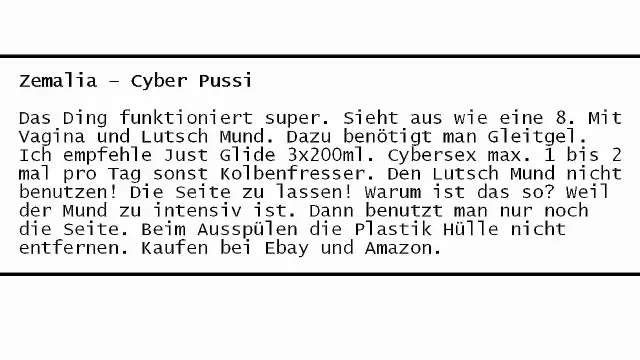 Zemalia – Cyber Pussi
Das Ding funktioniert super. Sieht aus wie eine 8. Mit
Vagina und Lutsch Mund. Dazu benötigt man Gleitgel.
Ich empfehle Just Glide 3x200ml. Cybersex max. 1 bis 2
mal pro Tag sonst Kolbenfresser. Den Lutsch Mund nicht
benutzen! Die Seite zu lassen! Warum ist das so? Weil
der Mund zu intensiv ist. Dann benutzt man nur noch
die Seite. Beim Ausspülen die Plastik Hülle nicht
entfernen. Kaufen bei Ebay und Amazon.